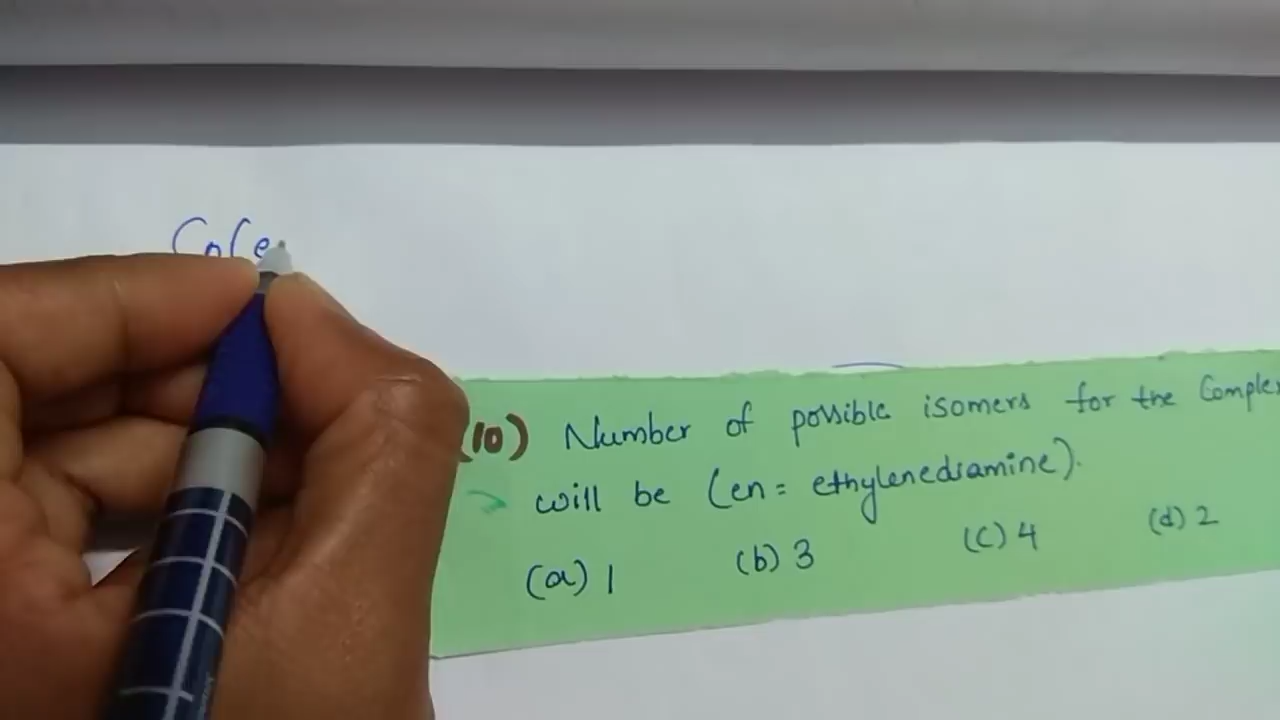 Co(e
(10) Number of possible isomers for the Complex
will be (en = ethylenediamine).
(a) 1 (b) 3 (c) 4 (d) 2